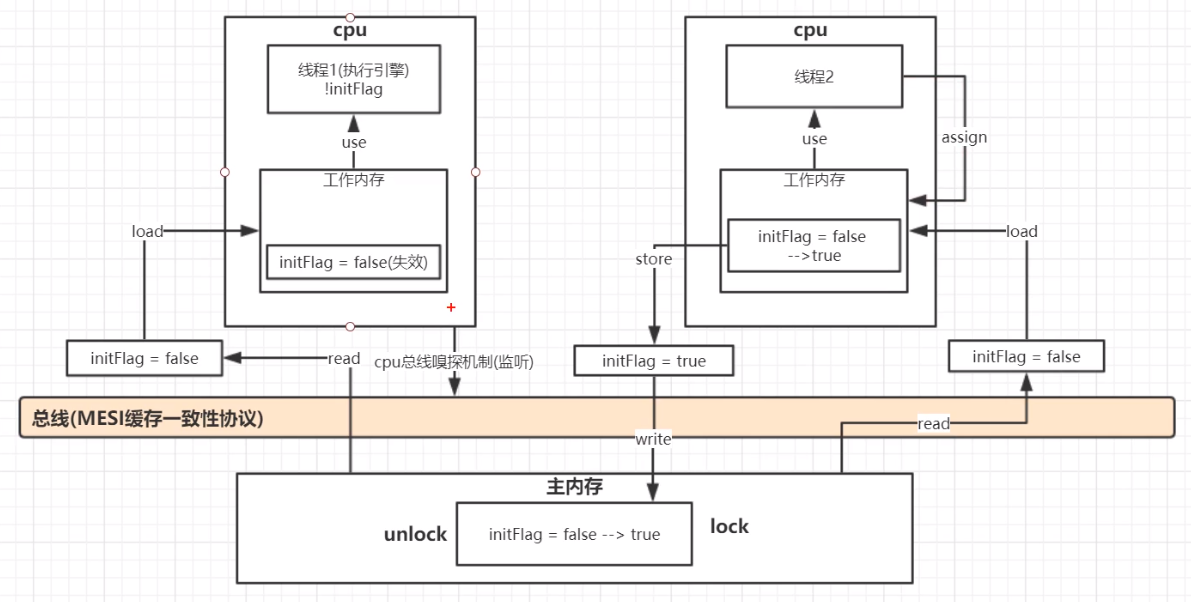 cpu
线程1(执行引擎)
!initFlag
use
工作内存
initFlag = false(失效)
load
initFlag = false
read
cpu总线嗅探机制(监听)
cpu
线程2
use
assign
工作内存
initFlag = false
-->true
store
load
initFlag = true
initFlag = false
总线(MESI缓存一致性协议)
write
read
主内存
unlock
initFlag = false --> true
lock